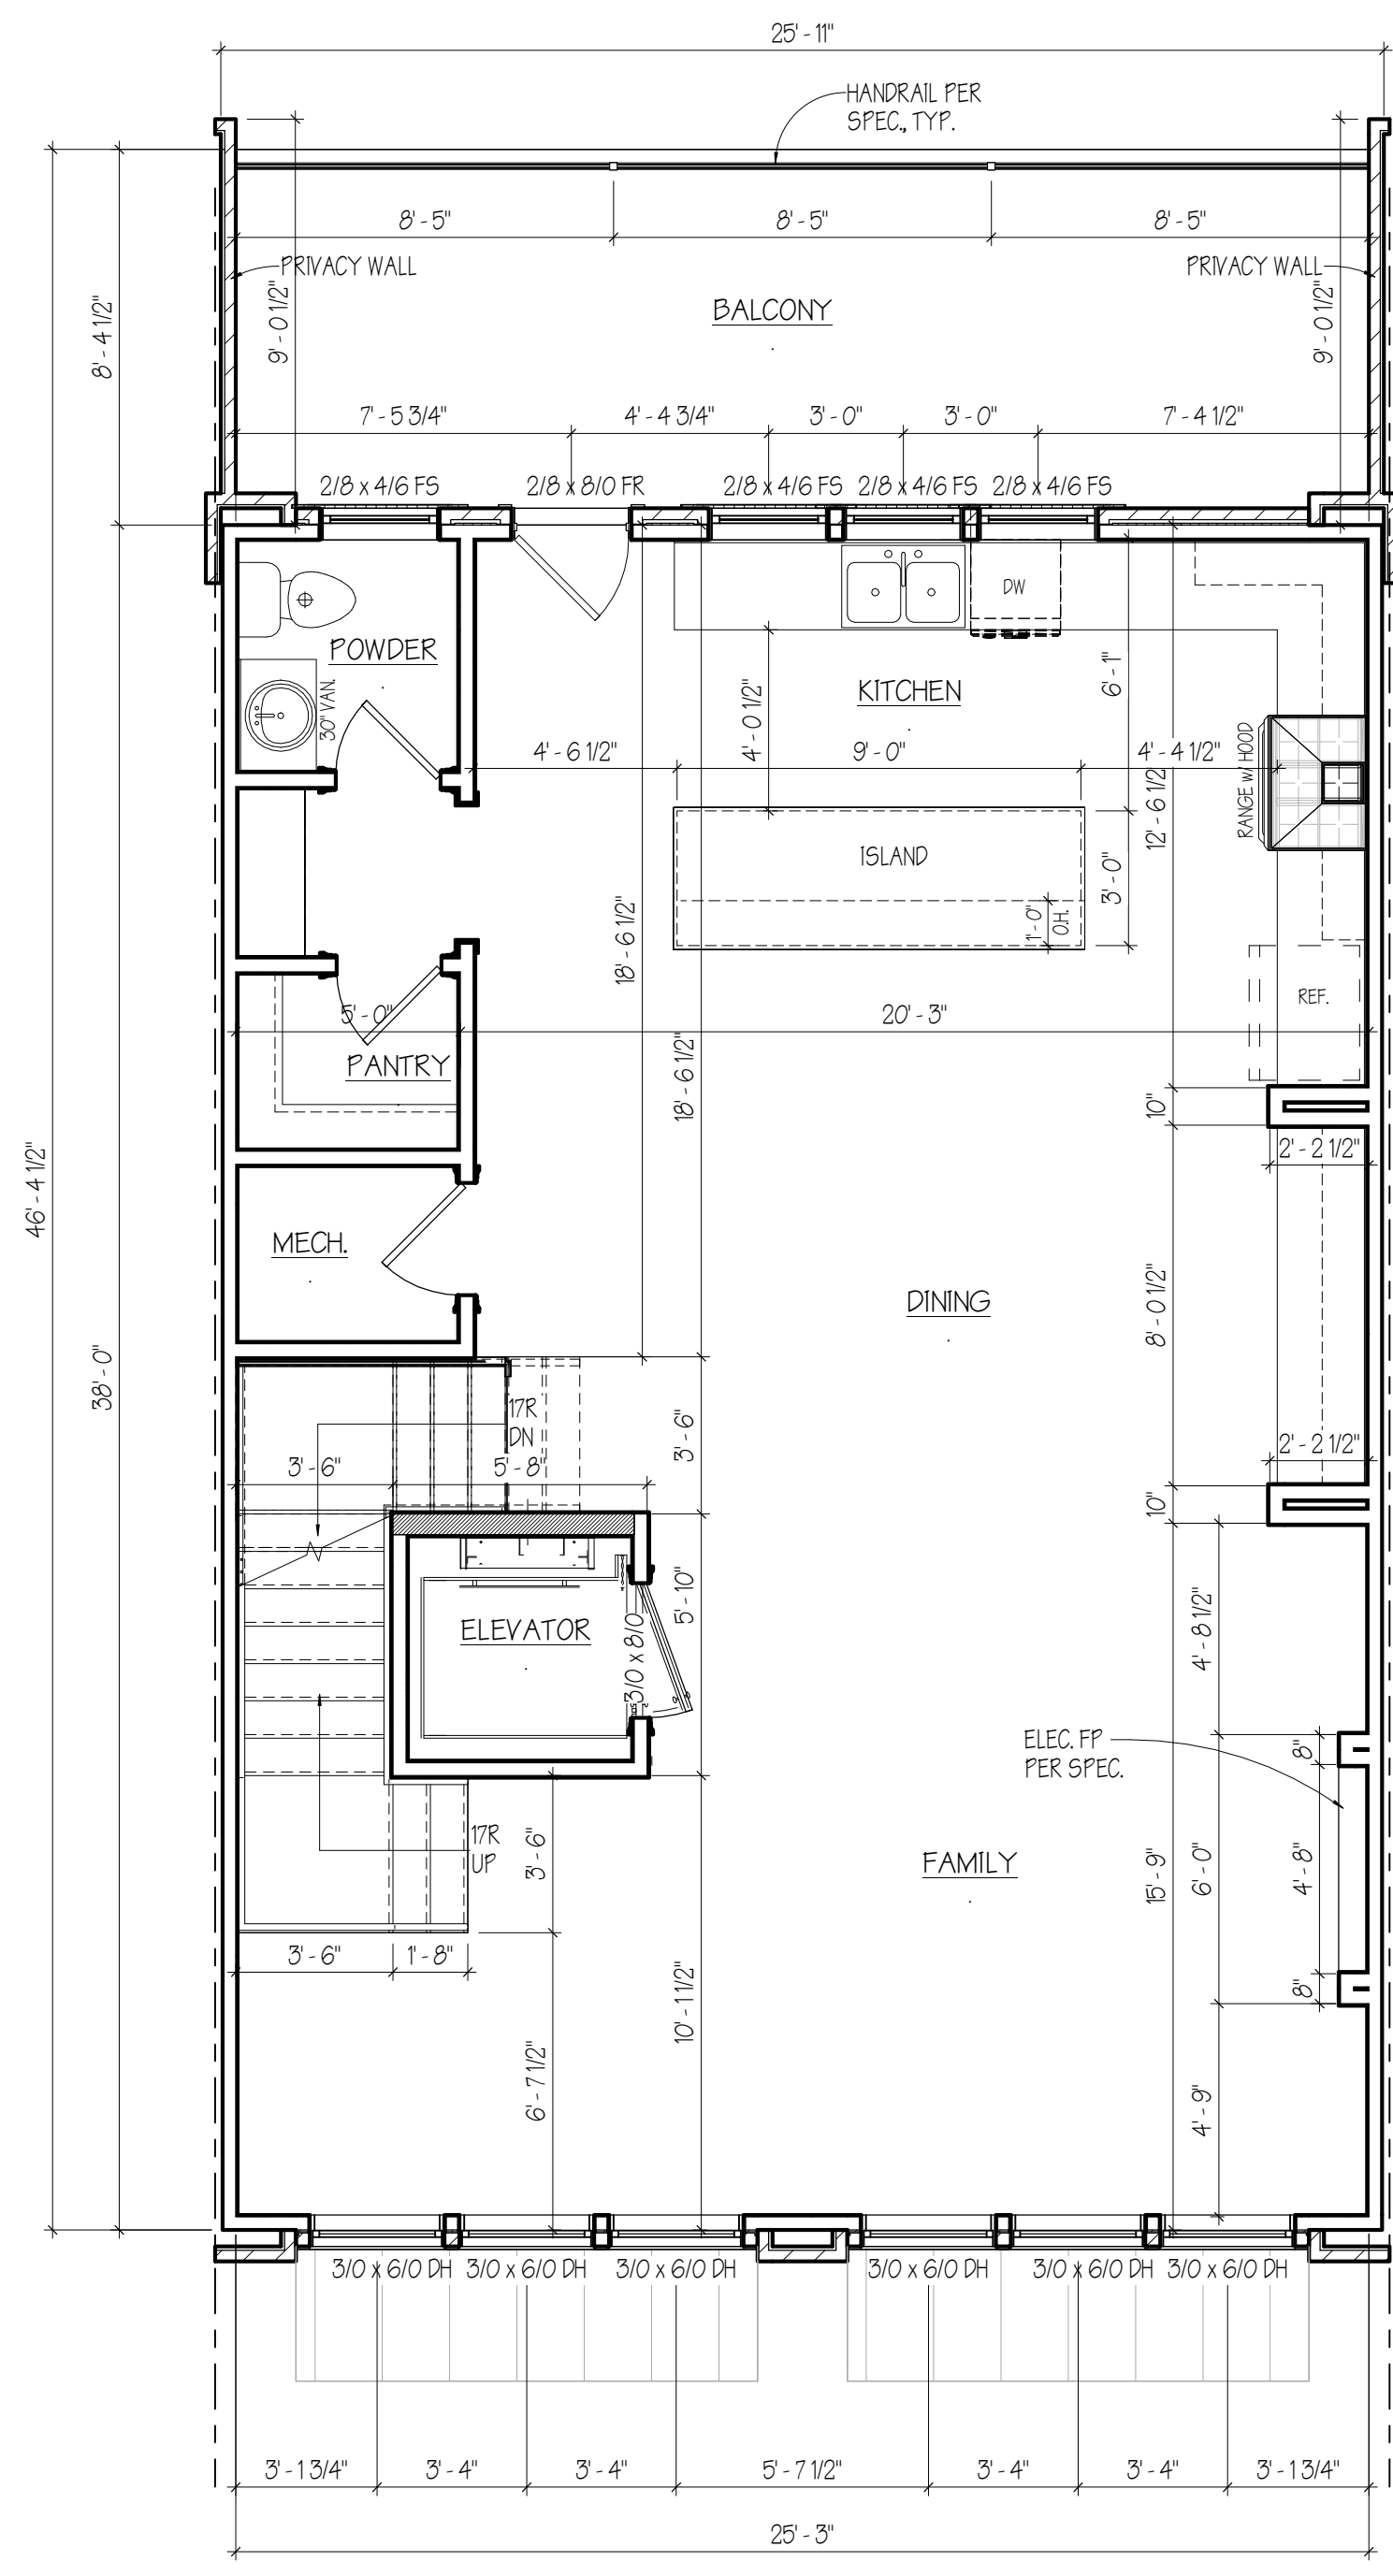 25' - 11"
HANDRAIL PER
SPEC., TYP.
8' - 5"
8' - 5"
8' - 5"
PRIVACY WALL
PRIVACY WALL
9' - 0 1/2"
9' - 0 1/2"
8' - 4 1/2"
BALCONY
7' - 5 3/4"
4' - 4 3/4"
3' - 0"
3' - 0"
7' - 4 1/2"
2/8 x 4/6 FS
2/8 x 8/0 FR
2/8 x 4/6 FS
2/8 x 4/6 FS
2/8 x 4/6 FS
DW
POWDER
30" VAN.
KITCHEN
6' - 1"
4' - 0 1/2"
4' - 6 1/2"
9' - 0"
4' - 4 1/2"
12' - 6 1/2"
RANGE W/ HOOD
ISLAND
3' - 0"
1' - 0"
O.H.
18' - 6 1/2"
REF.
5' - 0"
20' - 3"
18' - 6 1/2"
PANTRY
10"
2' - 2 1/2"
46' - 4 1/2"
MECH.
DINING
8' - 0 1/2"
38' - 0"
17R
DN
3' - 6"
3' - 6"
5' - 8"
2' - 2 1/2"
10"
5' - 10"
4' - 8 1/2"
ELEVATOR
3/0 x 8/0
ELEC. FP
PER SPEC.
8"
17R
UP
3' - 6"
FAMILY
15' - 9"
6' - 0"
4' - 8"
3' - 6"
1' - 8"
8"
10' - 1 1/2"
6' - 7 1/2"
4' - 9"
3/0 x 6/0 DH
3/0 x 6/0 DH
3/0 x 6/0 DH
3/0 x 6/0 DH
3/0 x 6/0 DH
3/0 x 6/0 DH
3' - 1 3/4"
3' - 4"
3' - 4"
5' - 7 1/2"
3' - 4"
3' - 4"
3' - 1 3/4"
25' - 3"